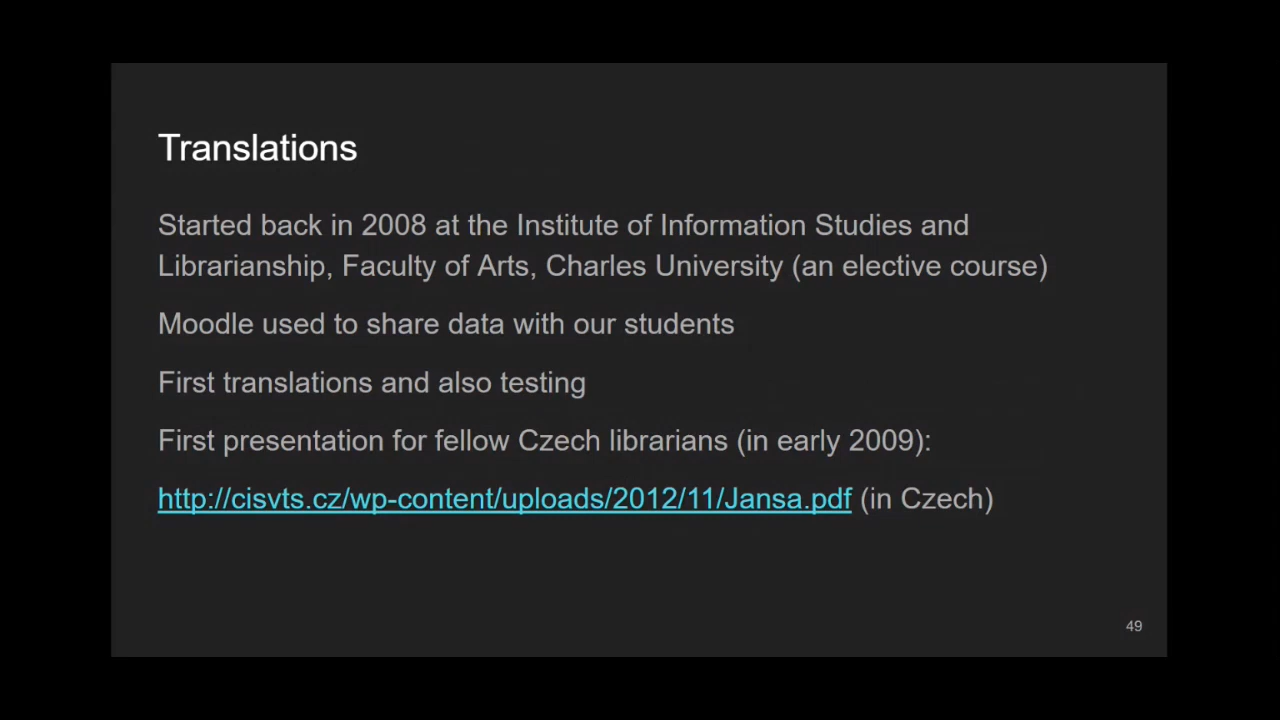 Translations
Started back in 2008 at the Institute of Information Studies and
Librarianship, Faculty of Arts, Charles University (an elective course)
Moodle used to share data with our students
First translations and also testing
First presentation for fellow Czech librarians (in early 2009):
http://cisvts.cz/wp-content/uploads/2012/11/Jansa.pdf (in Czech)
49